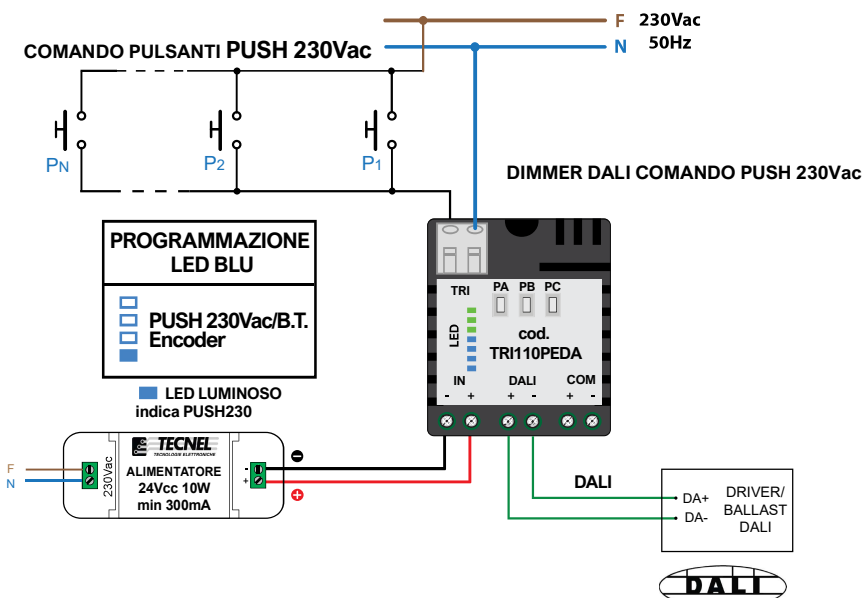 F 230Vac
N 50Hz
COMANDO PULSANTI PUSH 230Vac
PN
P2
P1
DIMMER DALI COMANDO PUSH 230Vac
PROGRAMMAZIONE
LED BLU
PUSH 230Vac/B.T.
Encoder
LED LUMINOSO
indica PUSH230
TRI
PA PB PC
LED
cod.
TRI110PEDA
IN DALI COM
- + + - + -
F
N
230Vac
TECNEL
TECNOLOGIE ELETTRONICHE
ALIMENTATORE
24Vcc 10W
min 300mA
-
+
-
+
DALI
DA+
DA-
DRIVER/
BALLAST
DALI
DALI